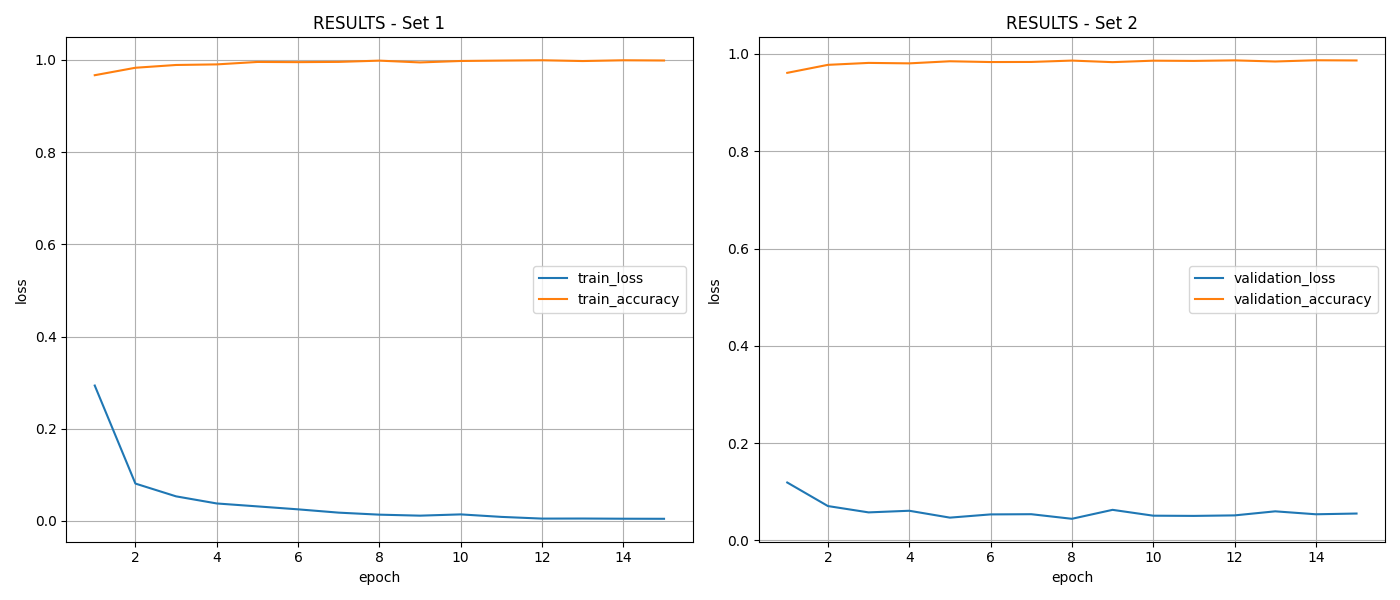 RESULTS - Set 1
1.0
0.8
0.6
0.4
0.2
0.0
loss
train_loss
train_accuracy
2 4 6 8 10 12 14
epoch
RESULTS - Set 2
1.0
0.8
0.6
0.4
0.2
0.0
loss
validation_loss
validation_accuracy
2 4 6 8 10 12 14
epoch